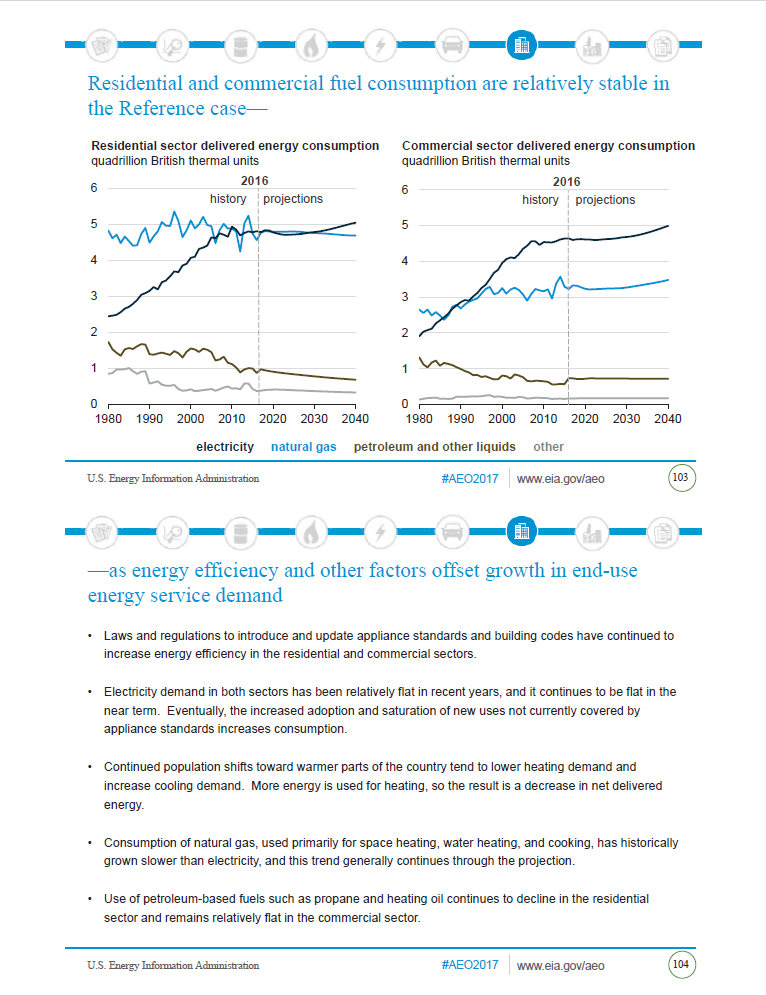 Residential and commercial fuel consumption are relatively stable in
the Reference case—
Residential sector delivered energy consumption
quadrillion British thermal units
2016
history
projections
6
5
4
3
2
1
0
1980
1990
2000
2010
2020
2030
2040
Commercial sector delivered energy consumption
quadrillion British thermal units
2016
history
projections
6
5
4
3
2
1
0
1980
1990
2000
2010
2020
2030
2040
electricity natural gas petroleum and other liquids other
U.S. Energy Information Administration #AEO2017 www.eia.gov/aeo 103
—as energy efficiency and other factors offset growth in end-use
energy service demand
• Laws and regulations to introduce and update appliance standards and building codes have continued to
increase energy efficiency in the residential and commercial sectors.
• Electricity demand in both sectors has been relatively flat in recent years, and it continues to be flat in the
near term.  Eventually, the increased adoption and saturation of new uses not currently covered by
appliance standards increases consumption.
• Continued population shifts toward warmer parts of the country tend to lower heating demand and
increase cooling demand.  More energy is used for heating, so the result is a decrease in net delivered
energy.
• Consumption of natural gas, used primarily for space heating, water heating, and cooking, has historically
grown slower than electricity, and this trend generally continues through the projection.
• Use of petroleum-based fuels such as propane and heating oil continues to decline in the residential
sector and remains relatively flat in the commercial sector.
U.S. Energy Information Administration #AEO2017 www.eia.gov/aeo 104